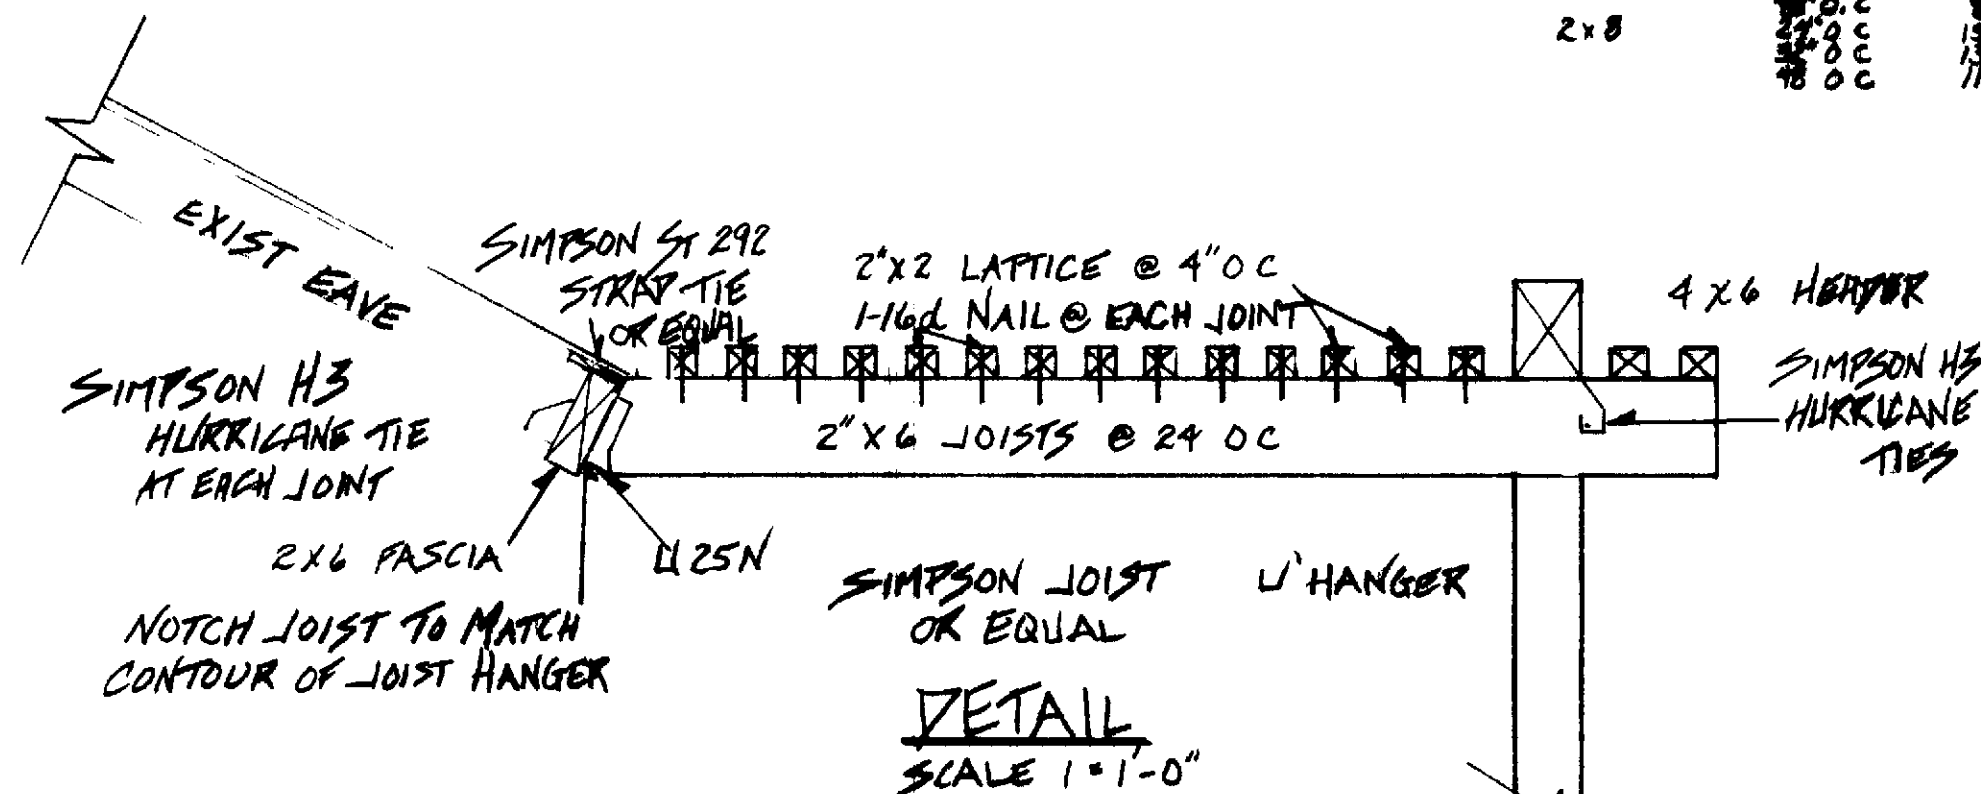 2x8
O.C
24" O C
O C
48 O C
EXIST EAVE
SIMPSON ST 292
STRAP TIE
OR EQUAL
2"x2 LATTICE @ 4" O C
1-16d NAIL @ EACH JOINT
4 x 6 HEADER
SIMPSON H3
HURRICANE
TIES
SIMPSON H3
HURRICANE TIE
AT EACH JOINT
2" X 6 JOISTS @ 24 O C
2X6 FASCIA
U 25N
NOTCH JOIST TO MATCH
CONTOUR OF JOIST HANGER
SIMPSON JOIST U' HANGER
OR EQUAL
DETAIL
SCALE 1 = 1'-0"